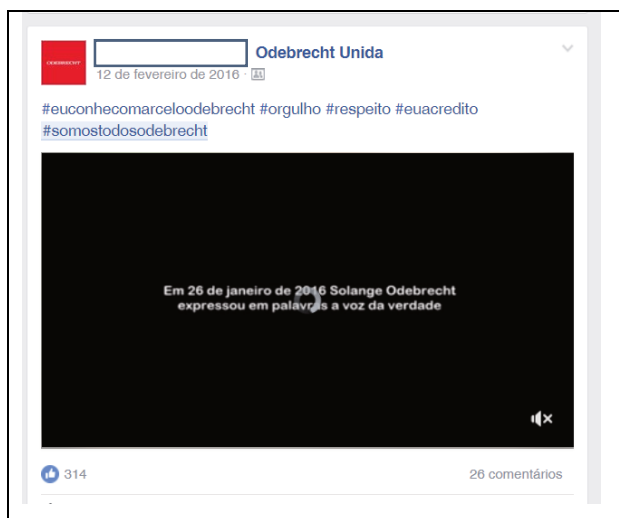 ODEBRECHT
Odebrecht Unida
12 de fevereiro de 2016 ·
#euconhecomarceloodebrecht #orgulho #respeito #euacredito
#somostodosodebrecht
Em 26 de janeiro de 2016 Solange Odebrecht
expressou em palavras a voz da verdade
314
26 comentários